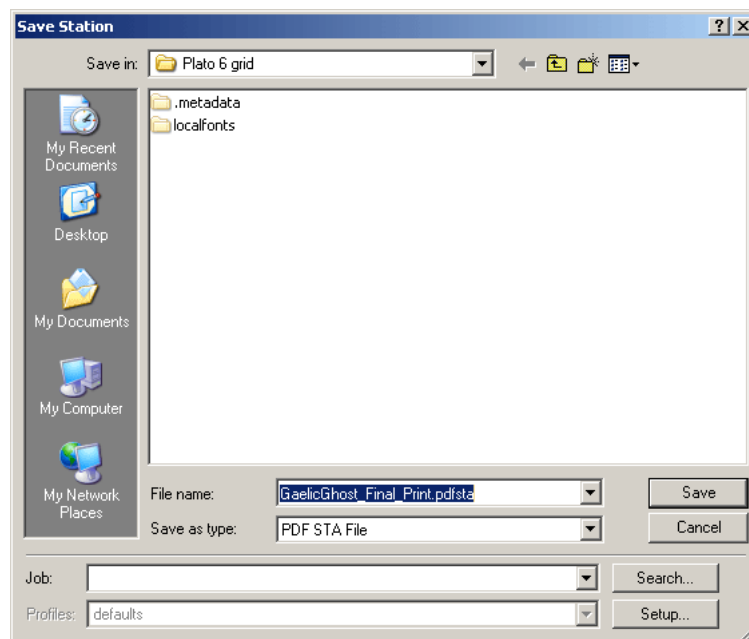 Save Station
Save in: Plato 6 grid
.metadata
localfonts
My Recent
Documents
Desktop
My Documents
My Computer
My Network
Places
File name: GaelicGhost_Final_Print.pdfsta Save
Save as type: PDF STA File Cancel
Job: Search...
Profiles: defaults Setup...